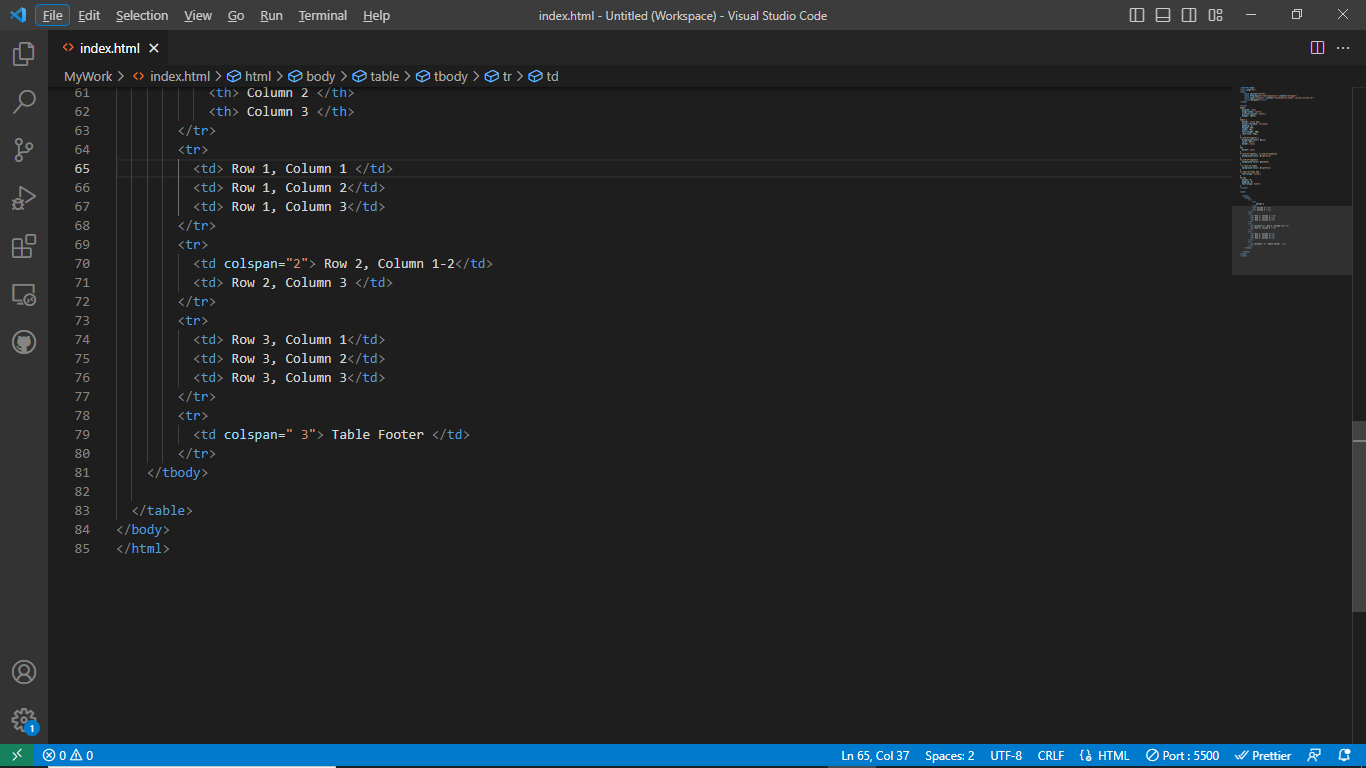 File Edit Selection View Go Run Terminal Help index.html - Untitled (Workspace) - Visual Studio Code
index.html
MyWork > index.html > html > body > table > tbody > tr > td
61 <th> Column 2 </th>
62 <th> Column 3 </th>
63 </tr>
64 <tr>
65 <td> Row 1, Column 1 </td>
66 <td> Row 1, Column 2</td>
67 <td> Row 1, Column 3</td>
68 </tr>
69 <tr>
70 <td colspan="2"> Row 2, Column 1-2</td>
71 <td> Row 2, Column 3 </td>
72 </tr>
73 <tr>
74 <td> Row 3, Column 1</td>
75 <td> Row 3, Column 2</td>
76 <td> Row 3, Column 3</td>
77 </tr>
78 <tr>
79 <td colspan=" 3"> Table Footer </td>
80 </tr>
81 </tbody>
82
83 </table>
84 </body>
85 </html>
1
0 0 Ln 65, Col 37 Spaces: 2 UTF-8 CRLF {} HTML Port : 5500 Prettier